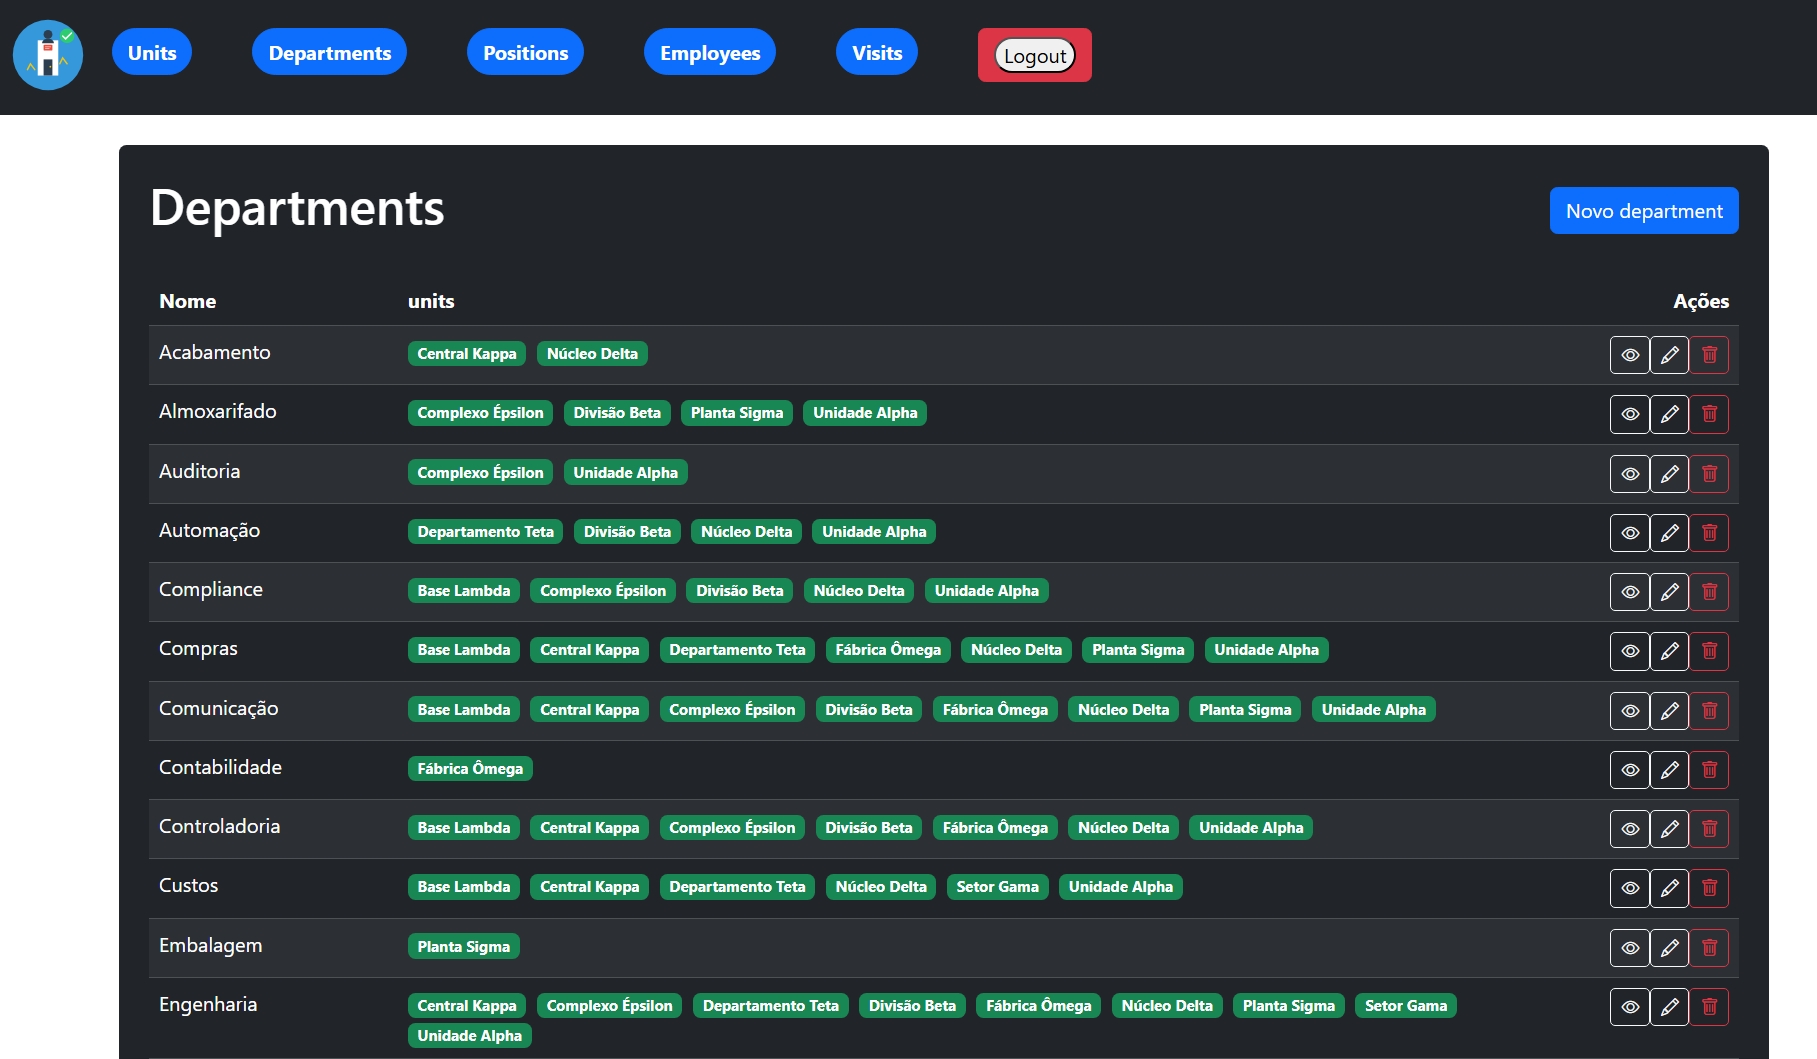 Units Departments Positions Employees Visits Logout
Departments
Novo department
Nome units Ações
Acabamento Central Kappa Núcleo Delta
Almoxarifado Complexo Épsilon Divisão Beta Planta Sigma Unidade Alpha
Auditoria Complexo Épsilon Unidade Alpha
Automação Departamento Teta Divisão Beta Núcleo Delta Unidade Alpha
Compliance Base Lambda Complexo Épsilon Divisão Beta Núcleo Delta Unidade Alpha
Compras Base Lambda Central Kappa Departamento Teta Fábrica Ômega Núcleo Delta Planta Sigma Unidade Alpha
Comunicação Base Lambda Central Kappa Complexo Épsilon Divisão Beta Fábrica Ômega Núcleo Delta Planta Sigma Unidade Alpha
Contabilidade Fábrica Ômega
Controladoria Base Lambda Central Kappa Complexo Épsilon Divisão Beta Fábrica Ômega Núcleo Delta Unidade Alpha
Custos Base Lambda Central Kappa Departamento Teta Núcleo Delta Setor Gama Unidade Alpha
Embalagem Planta Sigma
Engenharia Central Kappa Complexo Épsilon Departamento Teta Divisão Beta Fábrica Ômega Núcleo Delta Planta Sigma Setor Gama
Unidade Alpha